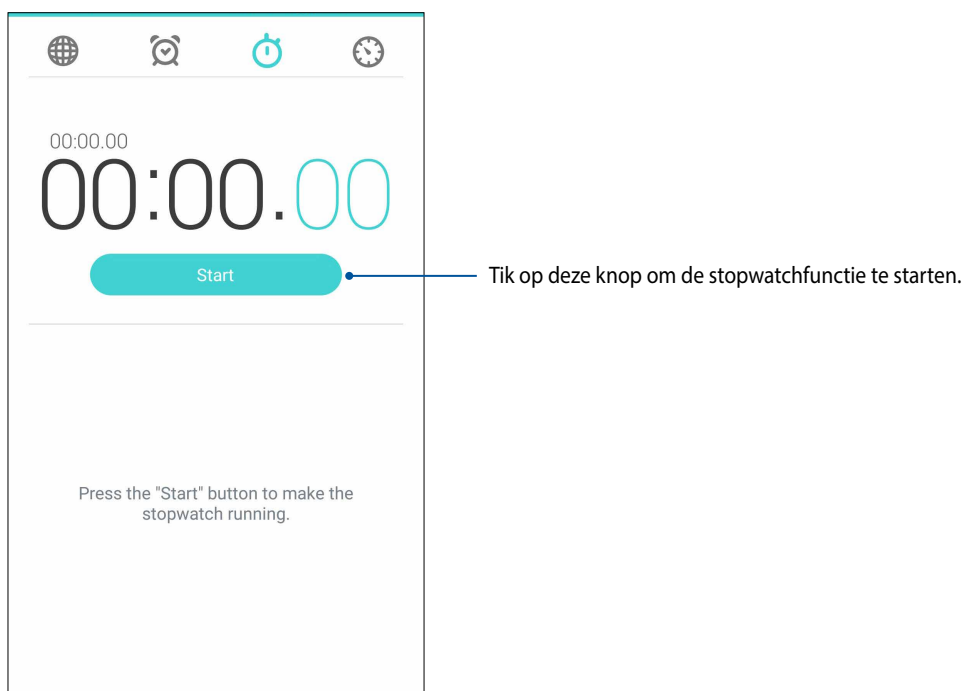 00:00.00
00:00.00
Start
Tik op deze knop om de stopwatchfunctie te starten.
Press the "Start" button to make the
stopwatch running.